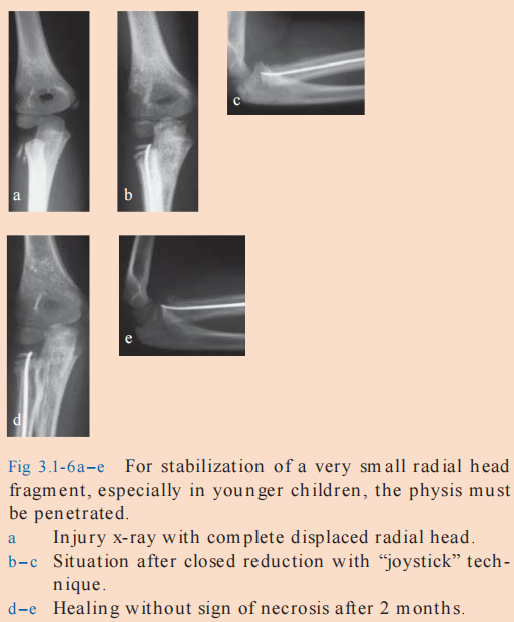 a
b
c
d
e
Fig 3.1-6a–e For stabilization of a very small radial head
fragment, especially in younger children, the physis must
be penetrated.
a Injury x-ray with complete displaced radial head.
b–c Situation after closed reduction with “joystick” tech-
nique.
d–e Healing without sign of necrosis after 2 months.